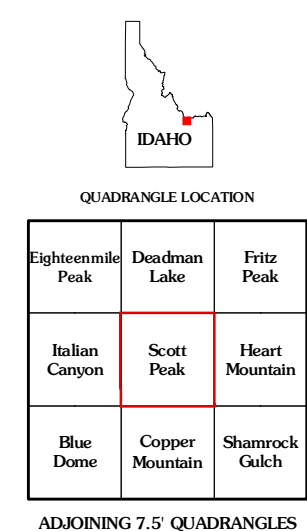 IDAHO
QUADRANGLE LOCATION
Eighteenmile
Peak
Deadman
Lake
Fritz
Peak
Italian
Canyon
Scott
Peak
Heart
Mountain
Blue
Dome
Copper
Mountain
Shamrock
Gulch
ADJOINING 7.5' QUADRANGLES